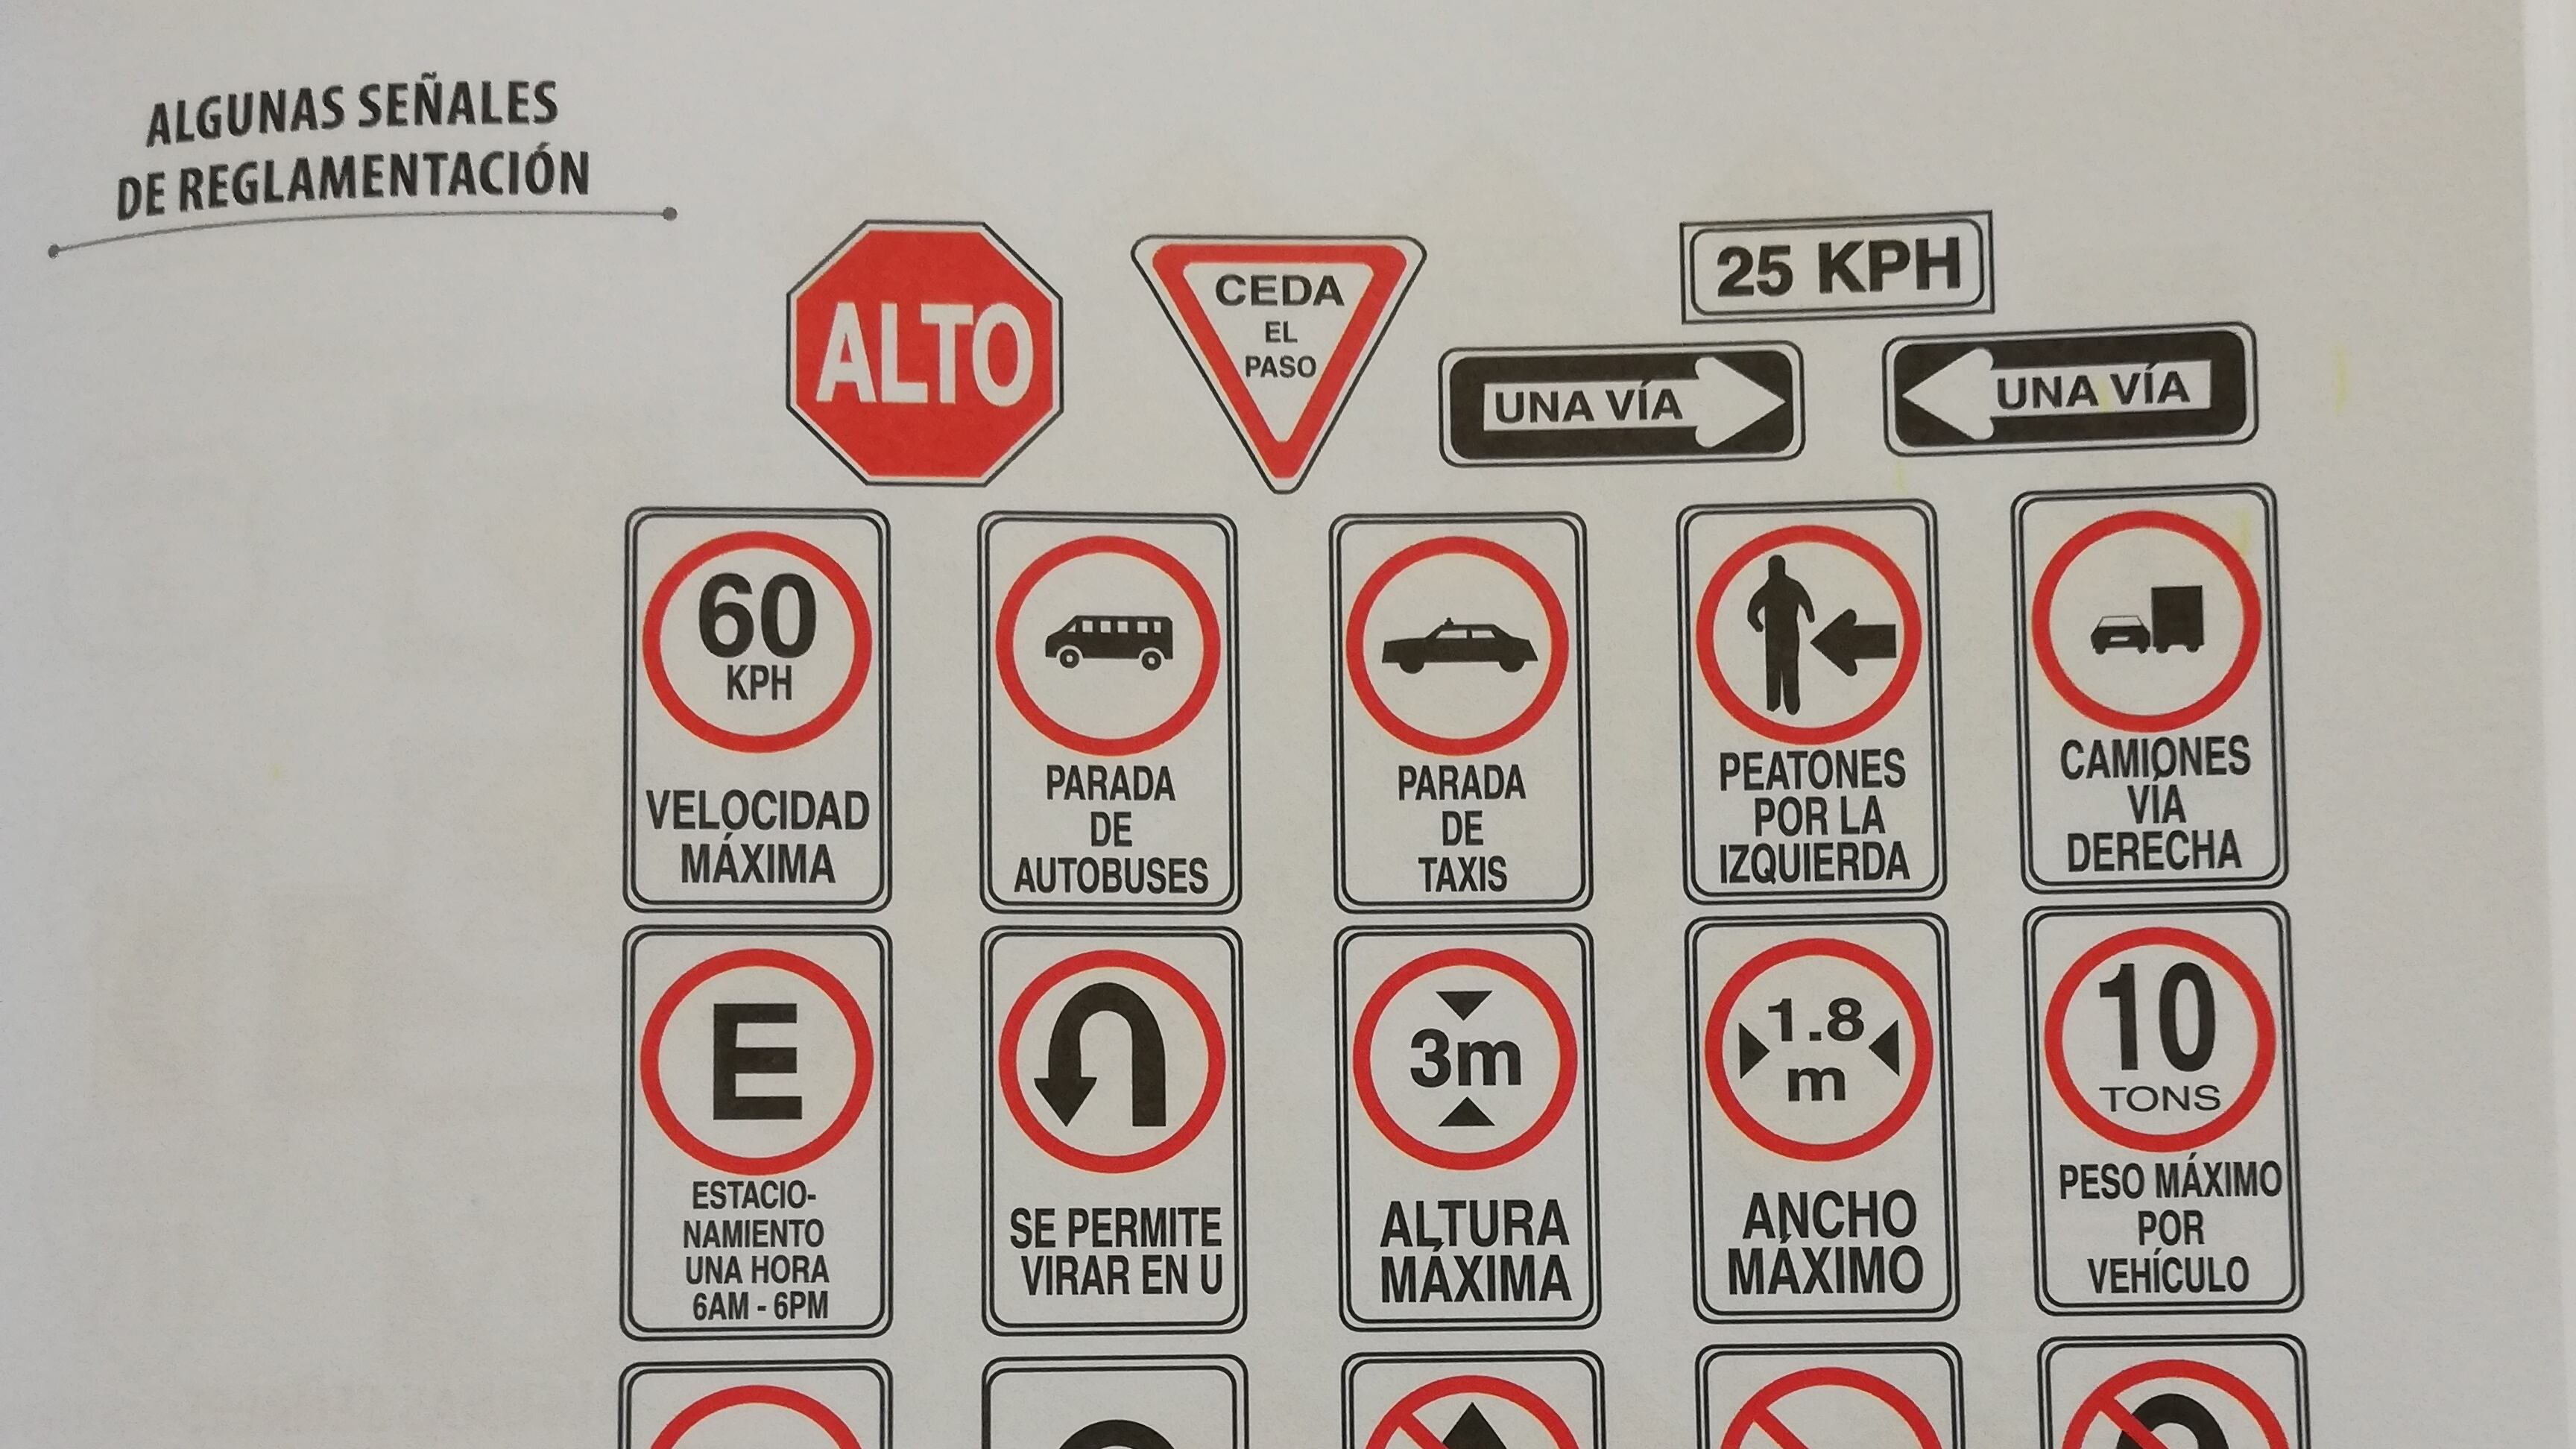 ALGUNAS SEÑALES
DE REGLAMENTACIÓN
ALTO
CEDA
EL
PASO
25 KPH
UNA VÍA
UNA VÍA
60
KPH
VELOCIDAD
MÁXIMA
PARADA
DE
AUTOBUSES
PARADA
DE
TAXIS
PEATONES
POR LA
IZQUIERDA
CAMIONES
VÍA
DERECHA
E
ESTACIO-
NAMIENTO
UNA HORA
6AM - 6PM
SE PERMITE
VIRAR EN U
3m
ALTURA
MÁXIMA
1.8
m
ANCHO
MÁXIMO
10
TONS
PESO MÁXIMO
POR
VEHÍCULO